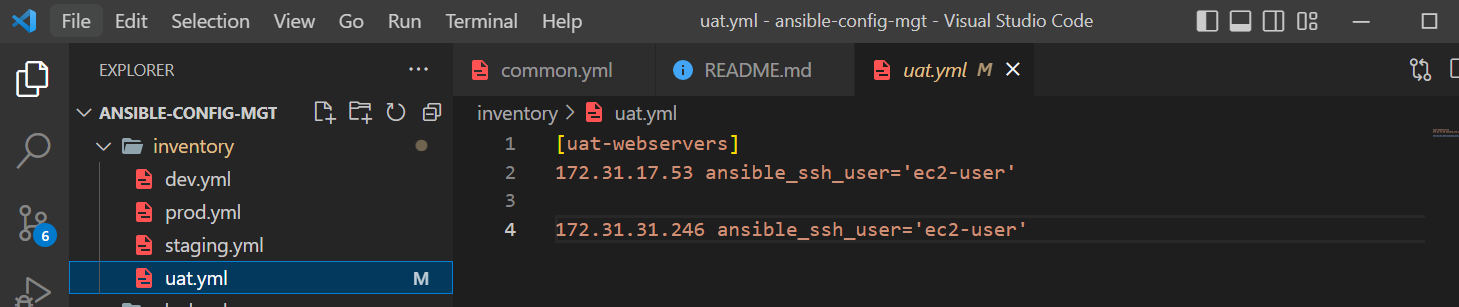 File Edit Selection View Go Run Terminal Help uat.yml - ansible-config-mgt - Visual Studio Code
EXPLORER
ANSIBLE-CONFIG-MGT
inventory
dev.yml
prod.yml
staging.yml
uat.yml M
6
common.yml README.md uat.yml M
inventory > uat.yml
1 [uat-webservers]
2 172.31.17.53 ansible_ssh_user='ec2-user'
3
4 172.31.31.246 ansible_ssh_user='ec2-user'